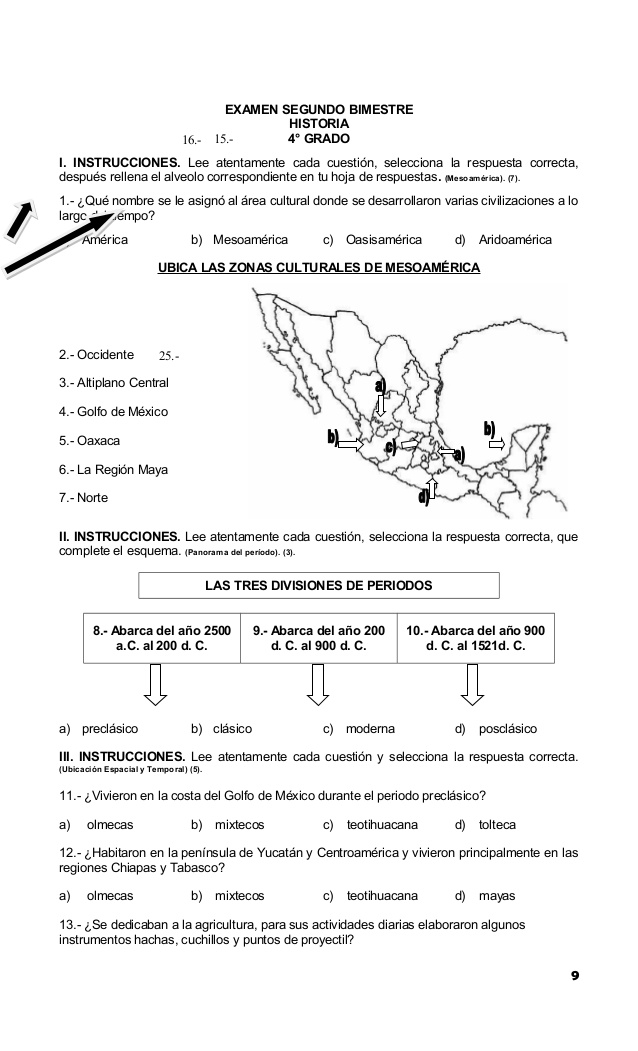 EXAMEN SEGUNDO BIMESTRE
HISTORIA
16.- 15.- 4° GRADO
I. INSTRUCCIONES. Lee atentamente cada cuestión, selecciona la respuesta correcta,
después rellena el alveolo correspondiente en tu hoja de respuestas. (Mesoamérica). (7).
1.- ¿Qué nombre se le asignó al área cultural donde se desarrollaron varias civilizaciones a lo
largo tiempo?
América b) Mesoamérica c) Oasisamérica d) Aridoamérica
UBICA LAS ZONAS CULTURALES DE MESOAMÉRICA
2.- Occidente 25.-
3.- Altiplano Central
4.- Golfo de México
5.- Oaxaca
6.- La Región Maya
7.- Norte
a)
b)
b)
c)
a)
d)
II. INSTRUCCIONES. Lee atentamente cada cuestión, selecciona la respuesta correcta, que
complete el esquema. (Panorama del período). (3).
LAS TRES DIVISIONES DE PERIODOS
8.- Abarca del año 2500 a.C. al 200 d. C.
9.- Abarca del año 200 d. C. al 900 d. C.
10.- Abarca del año 900 d. C. al 1521d. C.
a) preclásico b) clásico c) moderna d) posclásico
III. INSTRUCCIONES. Lee atentamente cada cuestión y selecciona la respuesta correcta.
(Ubicación Espacial y Temporal) (5).
11.- ¿Vivieron en la costa del Golfo de México durante el periodo preclásico?
a) olmecas b) mixtecos c) teotihuacana d) tolteca
12.- ¿Habitaron en la península de Yucatán y Centroamérica y vivieron principalmente en las
regiones Chiapas y Tabasco?
a) olmecas b) mixtecos c) teotihuacana d) mayas
13.- ¿Se dedicaban a la agricultura, para sus actividades diarias elaboraron algunos
instrumentos hachas, cuchillos y puntos de proyectil?
9